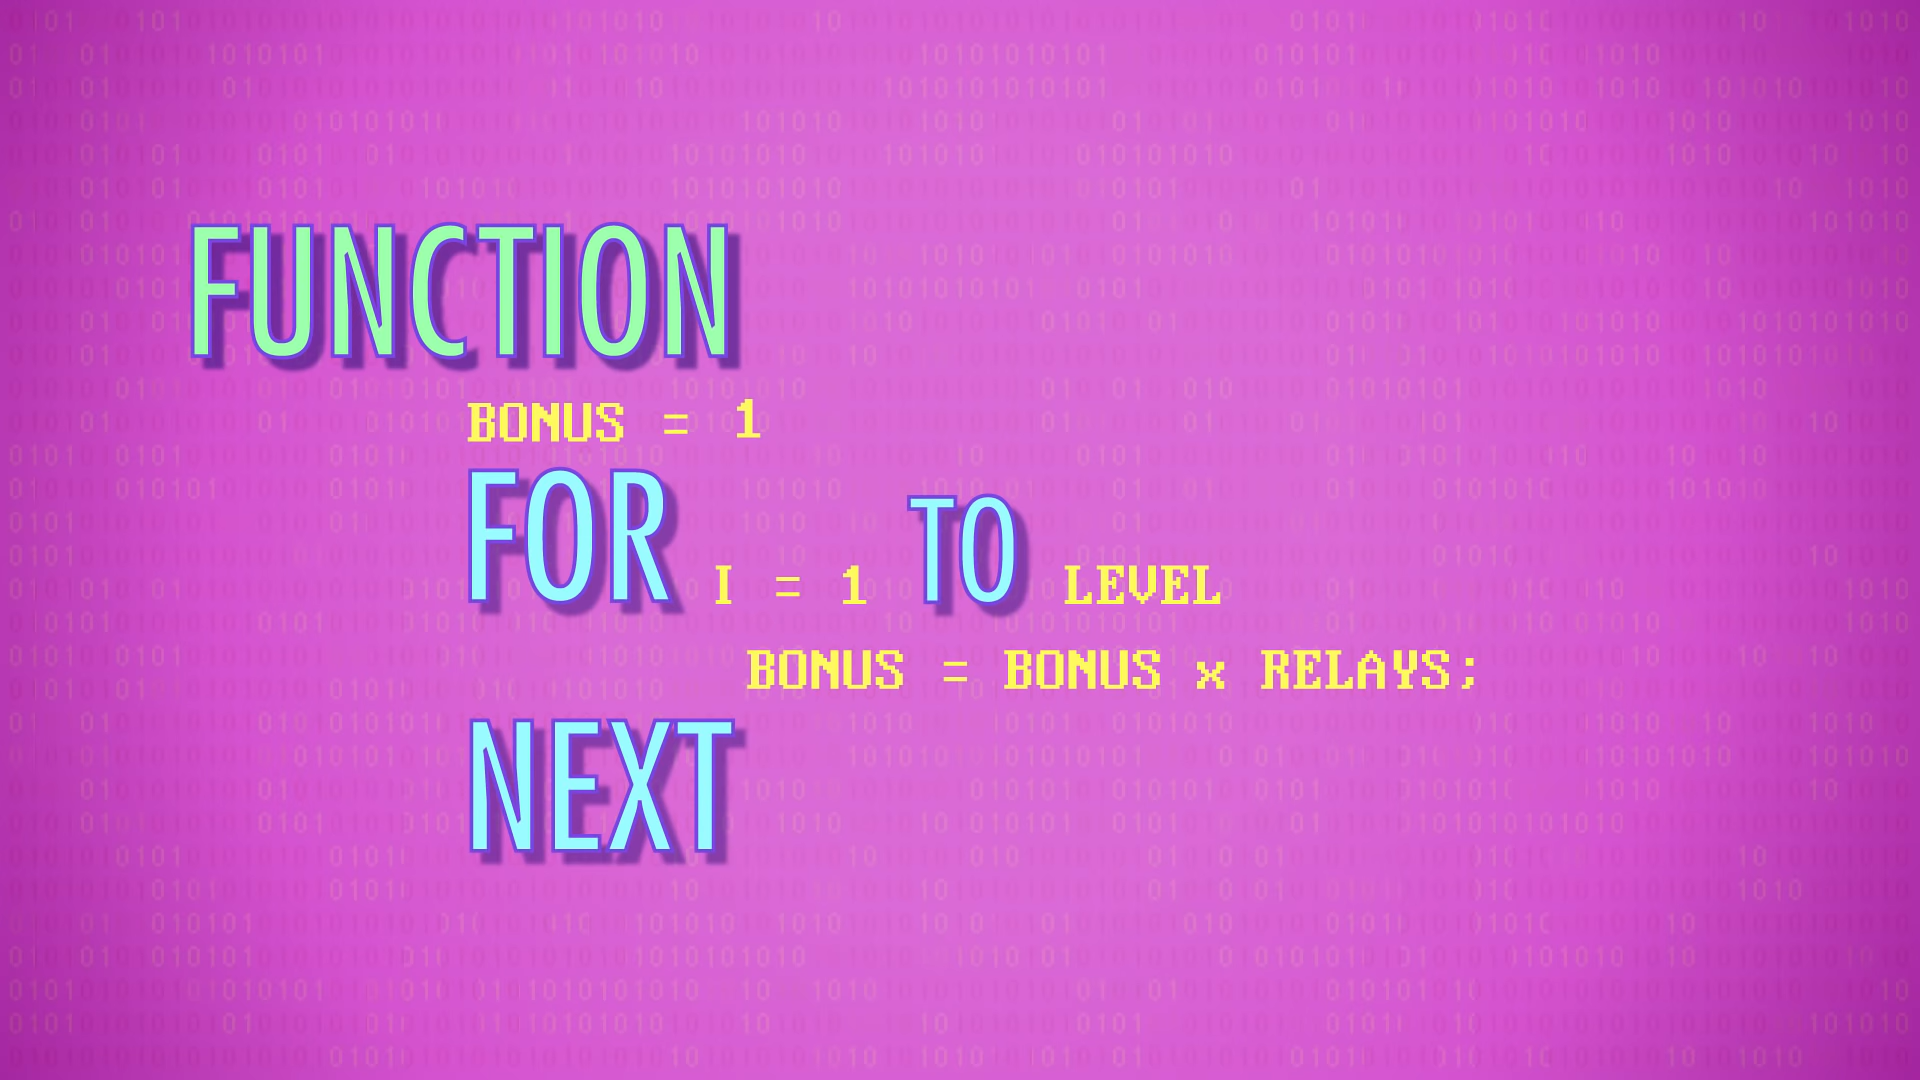 FUNCTION
BONUS = 1
FOR I = 1 TO LEVEL
BONUS = BONUS x RELAYS;
NEXT